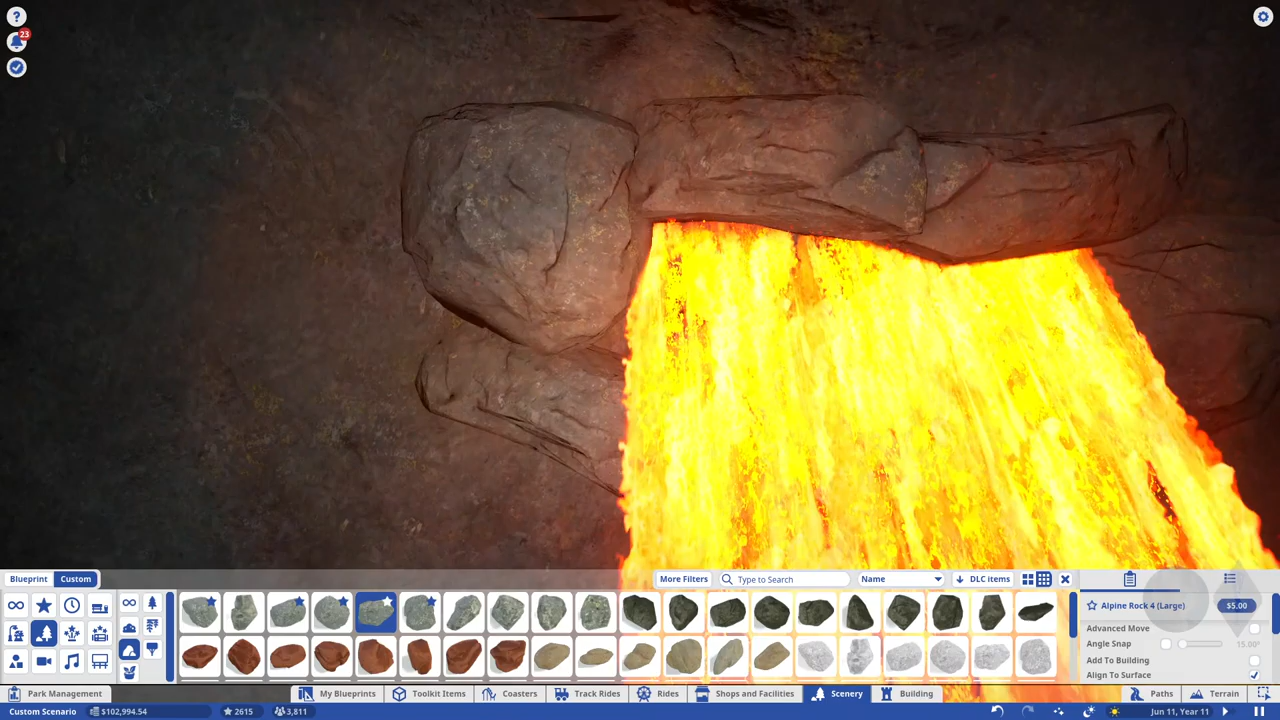 ?
23
Blueprint
Custom
More Filters
Type to Search
Name
DLC items
Alpine Rock 4 (Large)
$5.00
Advanced Move
Angle Snap
15.00°
Add To Building
Align To Surface
Park Management
My Blueprints
Toolkit Items
Coasters
Track Rides
Rides
Shops and Facilities
Scenery
Building
Paths
Terrain
Custom Scenario
$102,994.54
2615
3,811
Jun 11, Year 11